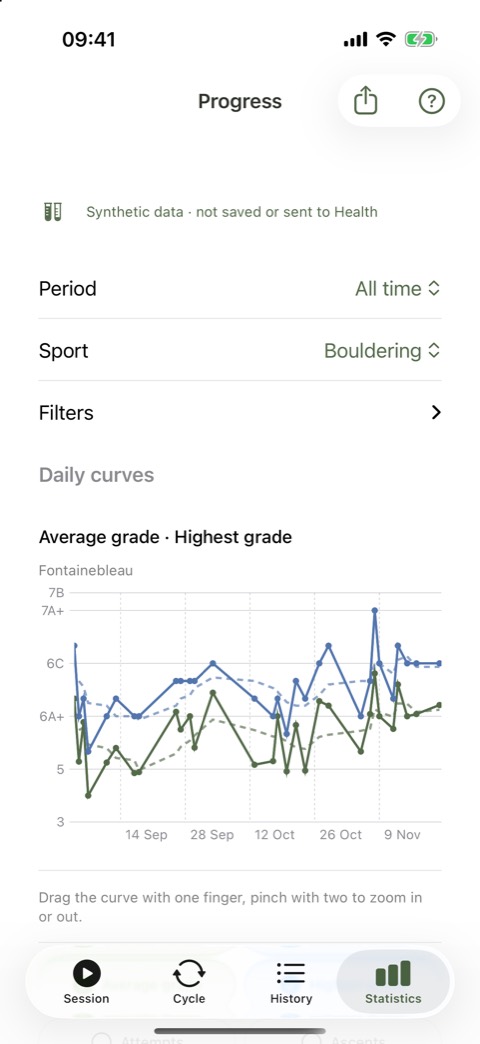 09:41
Progress
Synthetic data · not saved or sent to Health
Period
All time
Sport
Bouldering
Filters
Daily curves
Average grade · Highest grade
Fontainebleau
7B
7A+
6C
6A+
5
3
14 Sep
28 Sep
12 Oct
26 Oct
9 Nov
Drag the curve with one finger, pinch with two to zoom in
or out.
Session
Cycle
History
Statistics
Attempts
Ascents